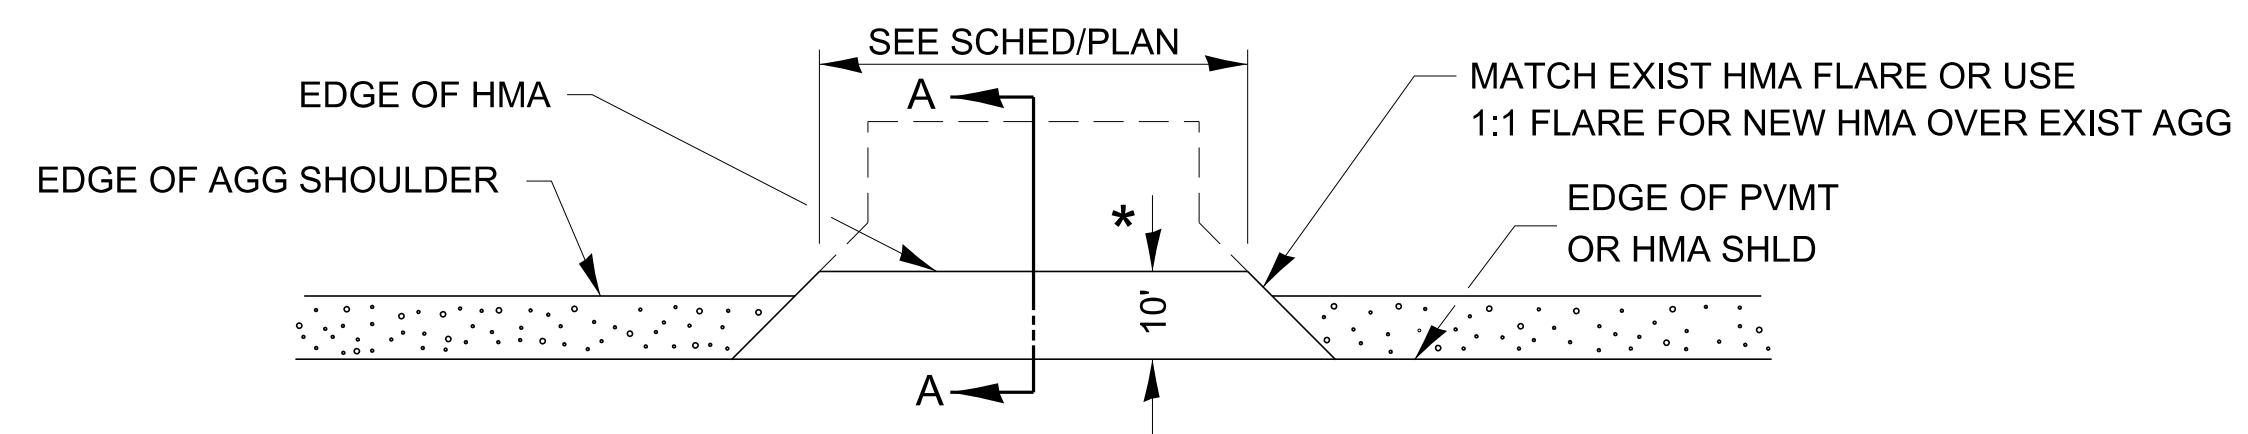 SEE SCHED/PLAN
EDGE OF HMA
A
MATCH EXIST HMA FLARE OR USE
1:1 FLARE FOR NEW HMA OVER EXIST AGG
EDGE OF AGG SHOULDER
EDGE OF PVMT
OR HMA SHLD
*
10'
A